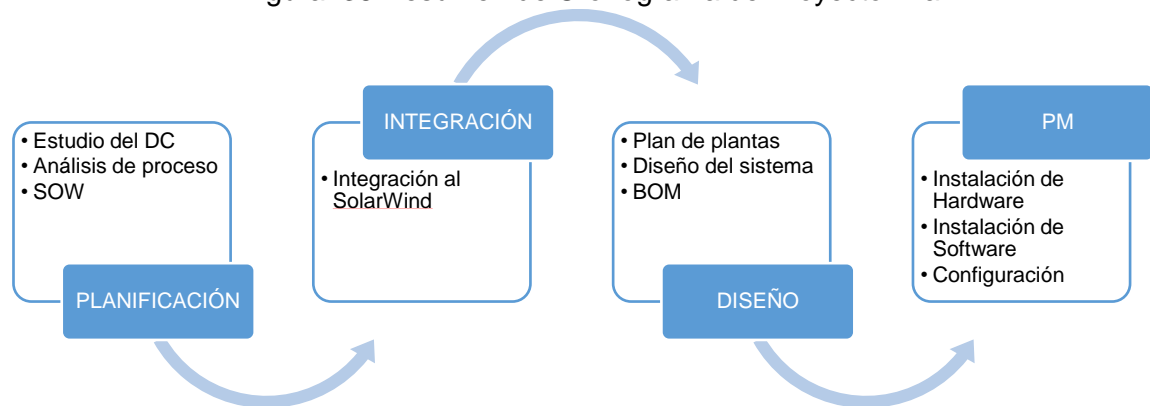 • Estudio del DC
• Análisis de proceso
• SOW
PLANIFICACIÓN
INTEGRACIÓN
• Integración al
SolarWind
• Plan de plantas
• Diseño del sistema
• BOM
DISEÑO
PM
• Instalación de
Hardware
• Instalación de
Software
• Configuración